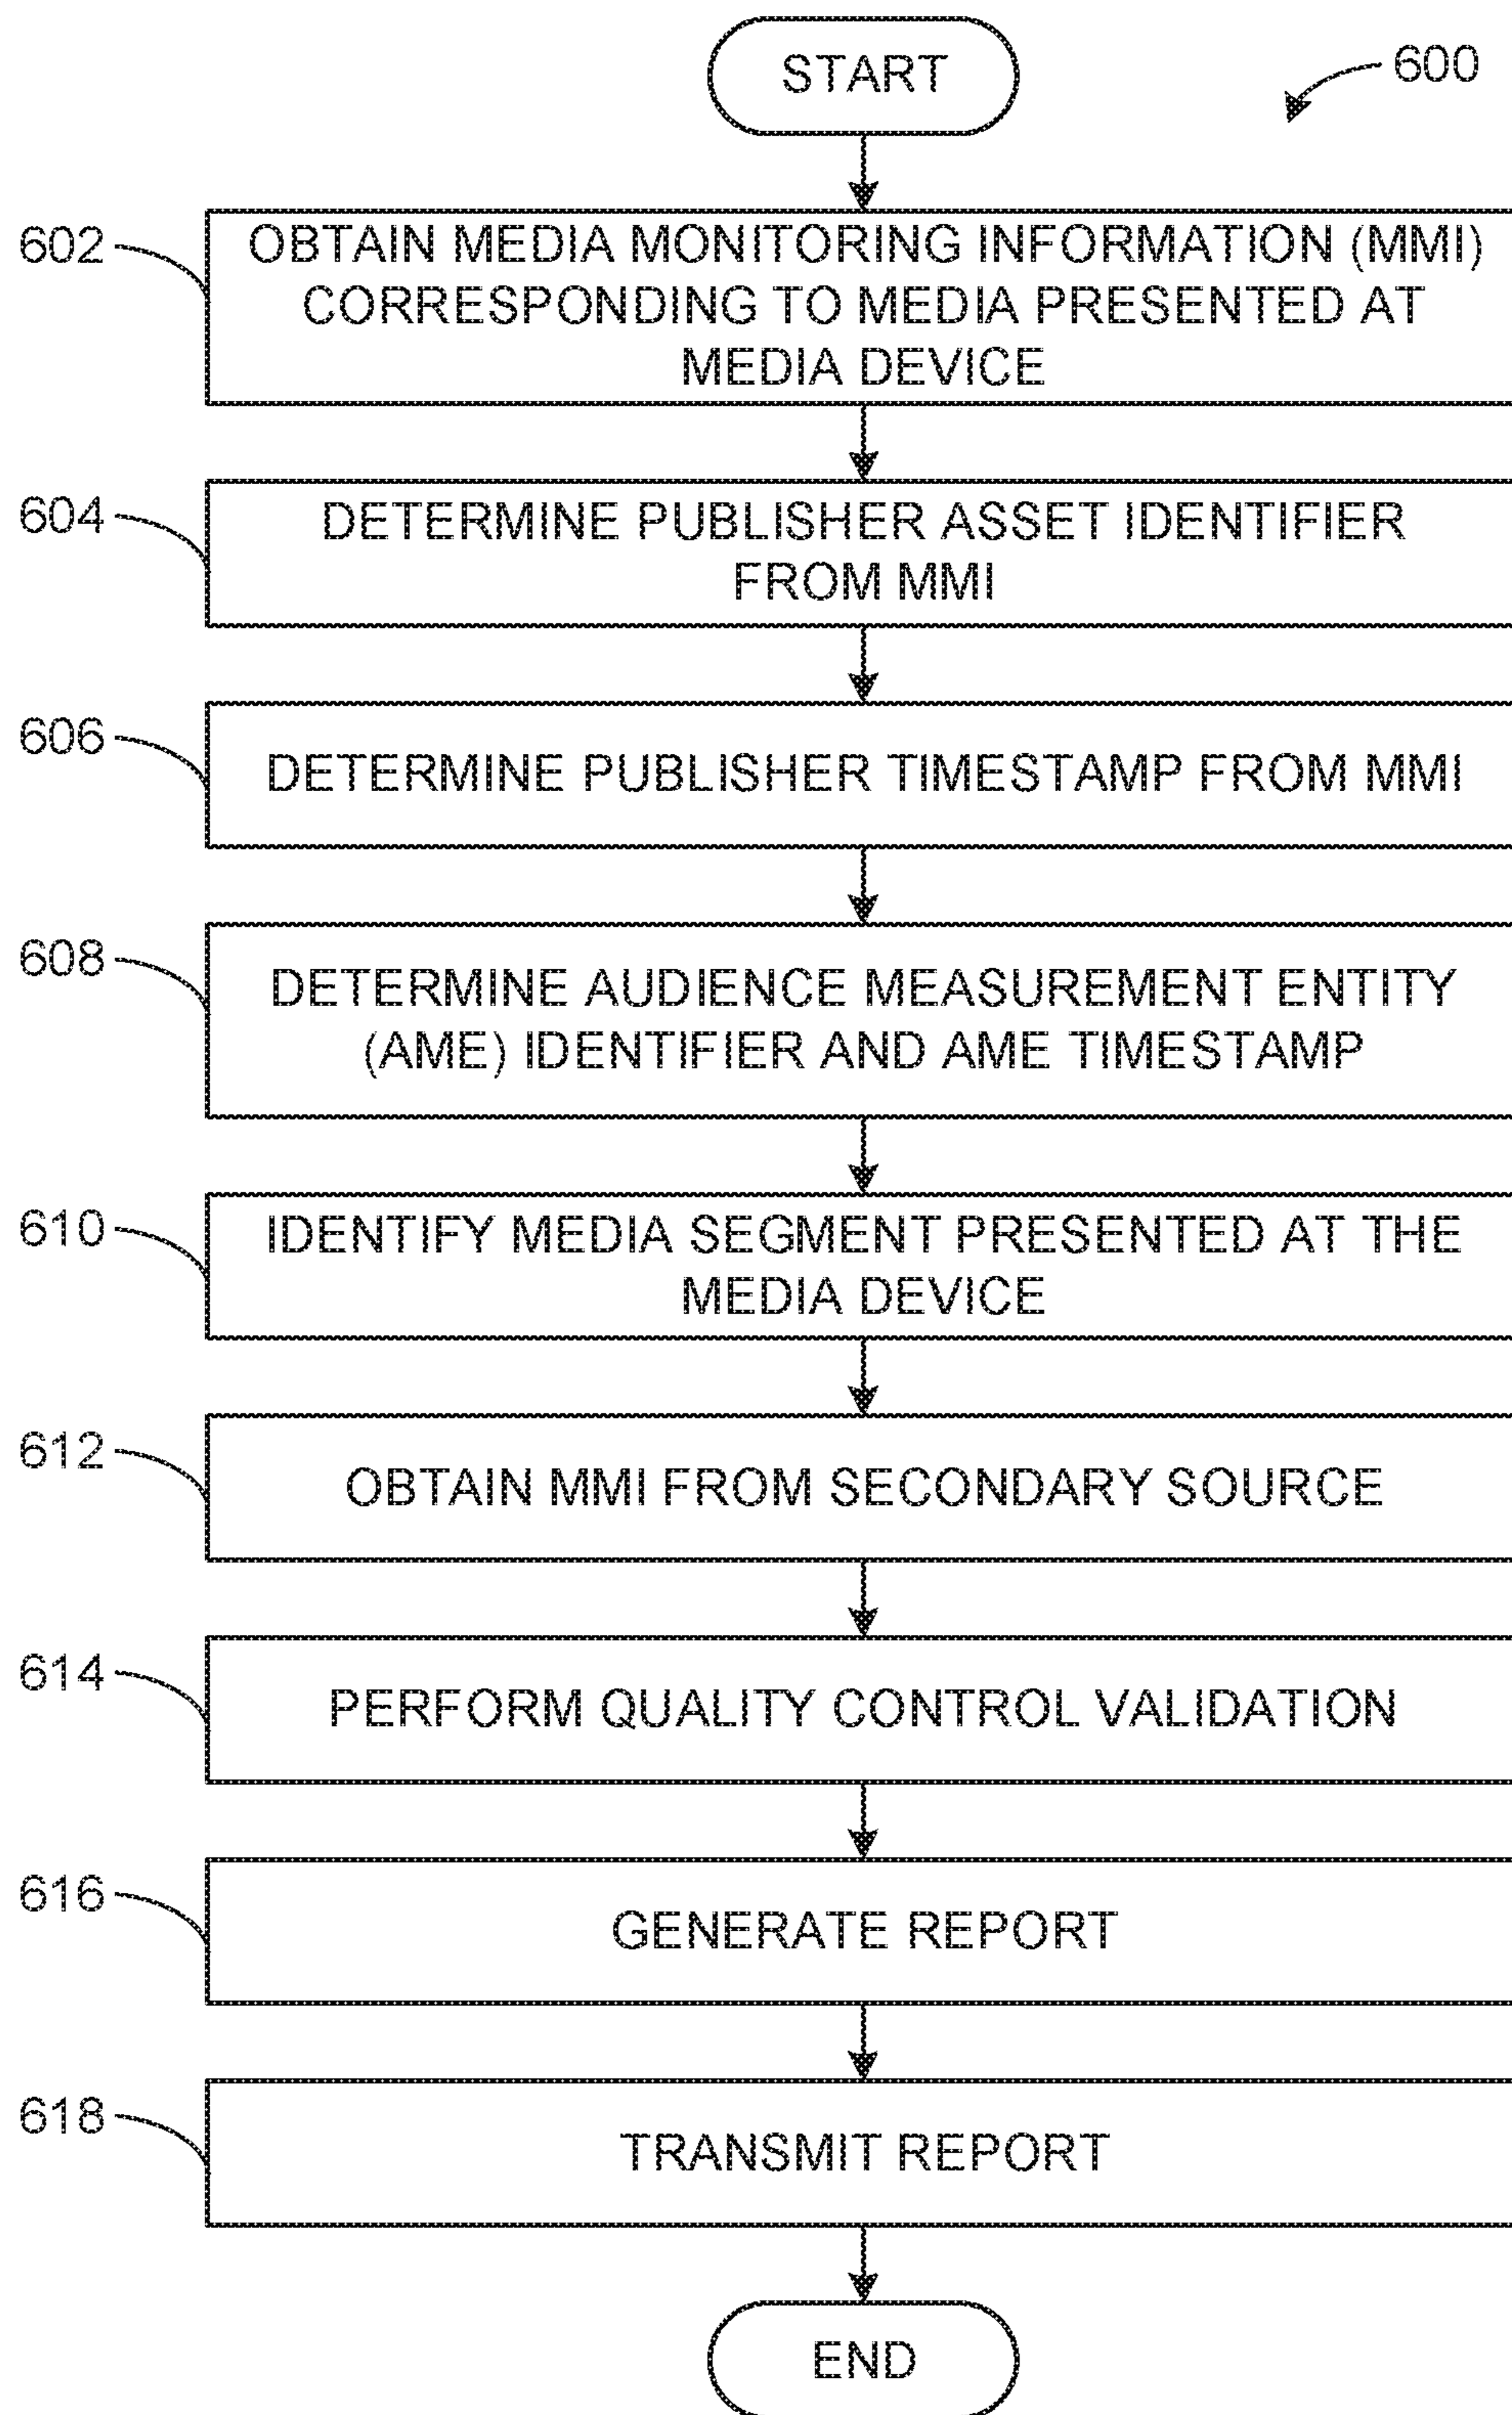 START
600
602
OBTAIN MEDIA MONITORING INFORMATION (MMI)
CORRESPONDING TO MEDIA PRESENTED AT
MEDIA DEVICE
604
DETERMINE PUBLISHER ASSET IDENTIFIER
FROM MMI
606
DETERMINE PUBLISHER TIMESTAMP FROM MMI
608
DETERMINE AUDIENCE MEASUREMENT ENTITY
(AME) IDENTIFIER AND AME TIMESTAMP
610
IDENTIFY MEDIA SEGMENT PRESENTED AT THE
MEDIA DEVICE
612
OBTAIN MMI FROM SECONDARY SOURCE
614
PERFORM QUALITY CONTROL VALIDATION
616
GENERATE REPORT
618
TRANSMIT REPORT
END